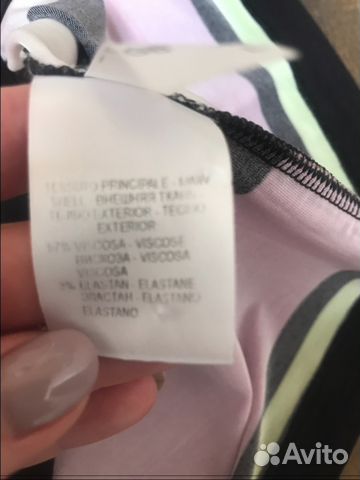 TESSUTO PRINCIPALE - MAIN
SHELL - ВНЕШНЯЯ ТКАНЬ -
TEJIDO EXTERIOR - TECIDO
EXTERIOR
VISCOSA - VISCOSE
ВИСКОЗА - VISCOSA
VISCOSA
ELASTAN - ELASTANE
ЭЛАСТАН - ELASTANO
ELASTANO
Avito